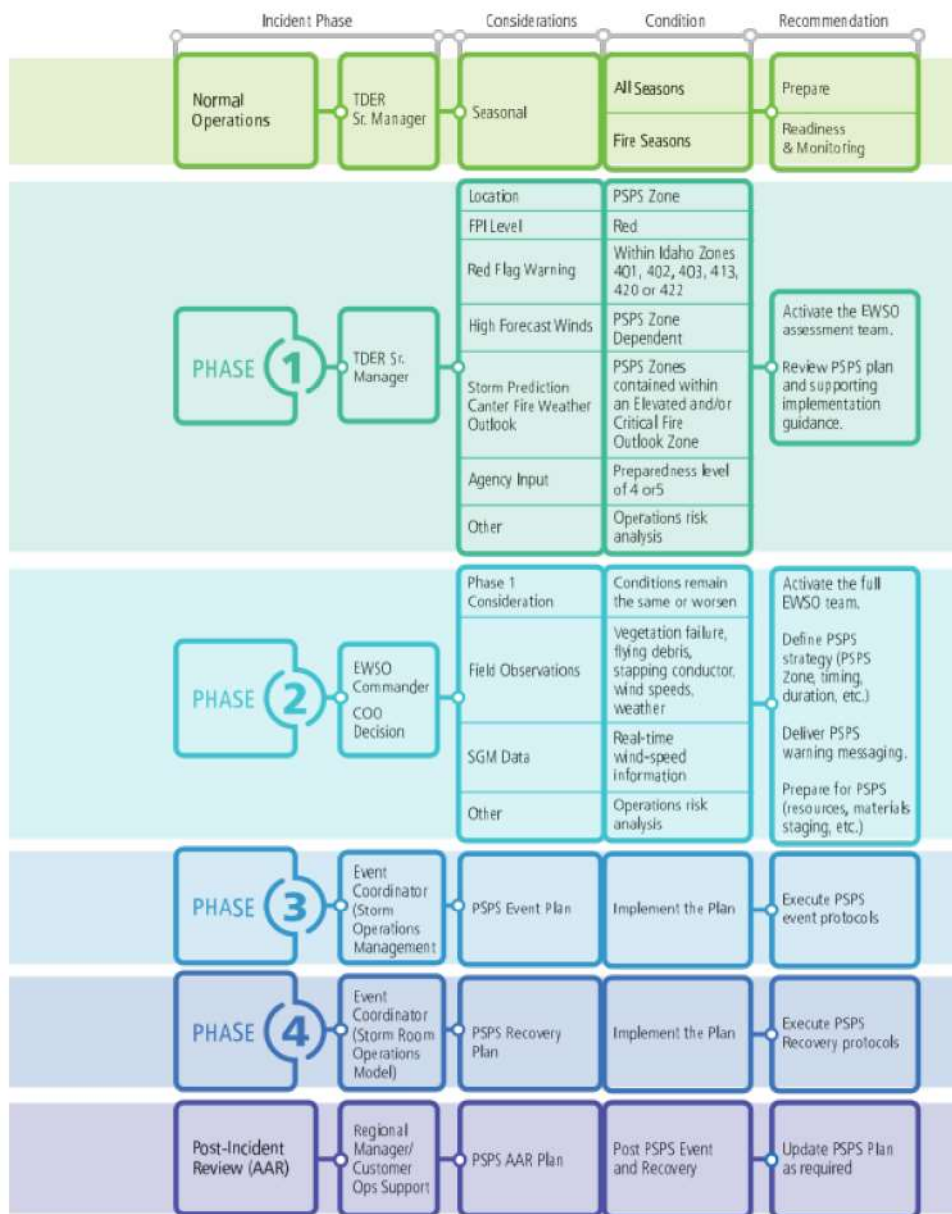 Incident Phase
Considerations
Condition
Recommendation
Normal
Operations
TDER
Sr. Manager
Seasonal
All Seasons
Fire Seasons
Prepare
Readiness
& Monitoring
PHASE 1
TDER Sr.
Manager
Location
PSPS Zone
FPI Level
Red
Red Flag Warning
Within Idaho Zones
401, 402, 403, 413,
420 or 422
High Forecast Winds
PSPS Zone
Dependent
Storm Prediction
Canter Fire Weather
Outlook
PSPS Zones
contained within
an Elevated and/or
Critical Fire
Outlook Zone
Agency Input
Preparedness level
of 4 or5
Other
Operations risk
analysis
Activate the EWSO
assessment team.
Review PSPS plan
and supporting
implementation
guidance.
PHASE 2
EWSO
Commander
COO
Decision
Phase 1
Consideration
Conditions remain
the same or worsen
Field Observations
Vegetation failure,
flying debris,
stapping conductor,
wind speeds,
weather
SGM Data
Real-time
wind-speed
information
Other
Operations risk
analysis
Activate the full
EWSO team.
Define PSPS
strategy (PSPS
Zone, timing,
duration, etc.)
Deliver PSPS
warning messaging.
Prepare for PSPS
(resources, materials
staging, etc.)
PHASE 3
Event
Coordinator
(Storm
Operations
Management
PSPS Event Plan
Implement the Plan
Execute PSPS
event protocols
PHASE 4
Event
Coordinator
(Storm Room
Operations
Model)
PSPS Recovery
Plan
Implement the Plan
Execute PSPS
Recovery protocols
Post-Incident
Review (AAR)
Regional
Manager/
Customer
Ops Support
PSPS AAR Plan
Post PSPS Event
and Recovery
Update PSPS Plan
as required